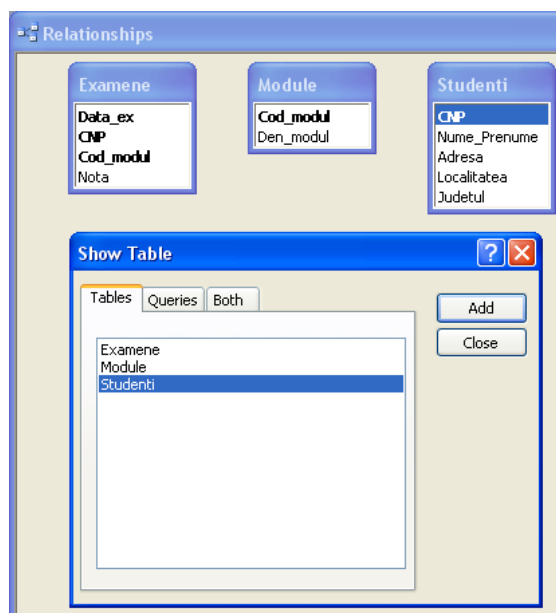 Relationships
Examene
Data_ex
CNP
Cod_modul
Nota
Module
Cod_modul
Den_modul
Studenti
CNP
Nume_Prenume
Adresa
Localitatea
Judetul
Show Table
?
Tables Queries Both
Add
Close
Examene
Module
Studenti